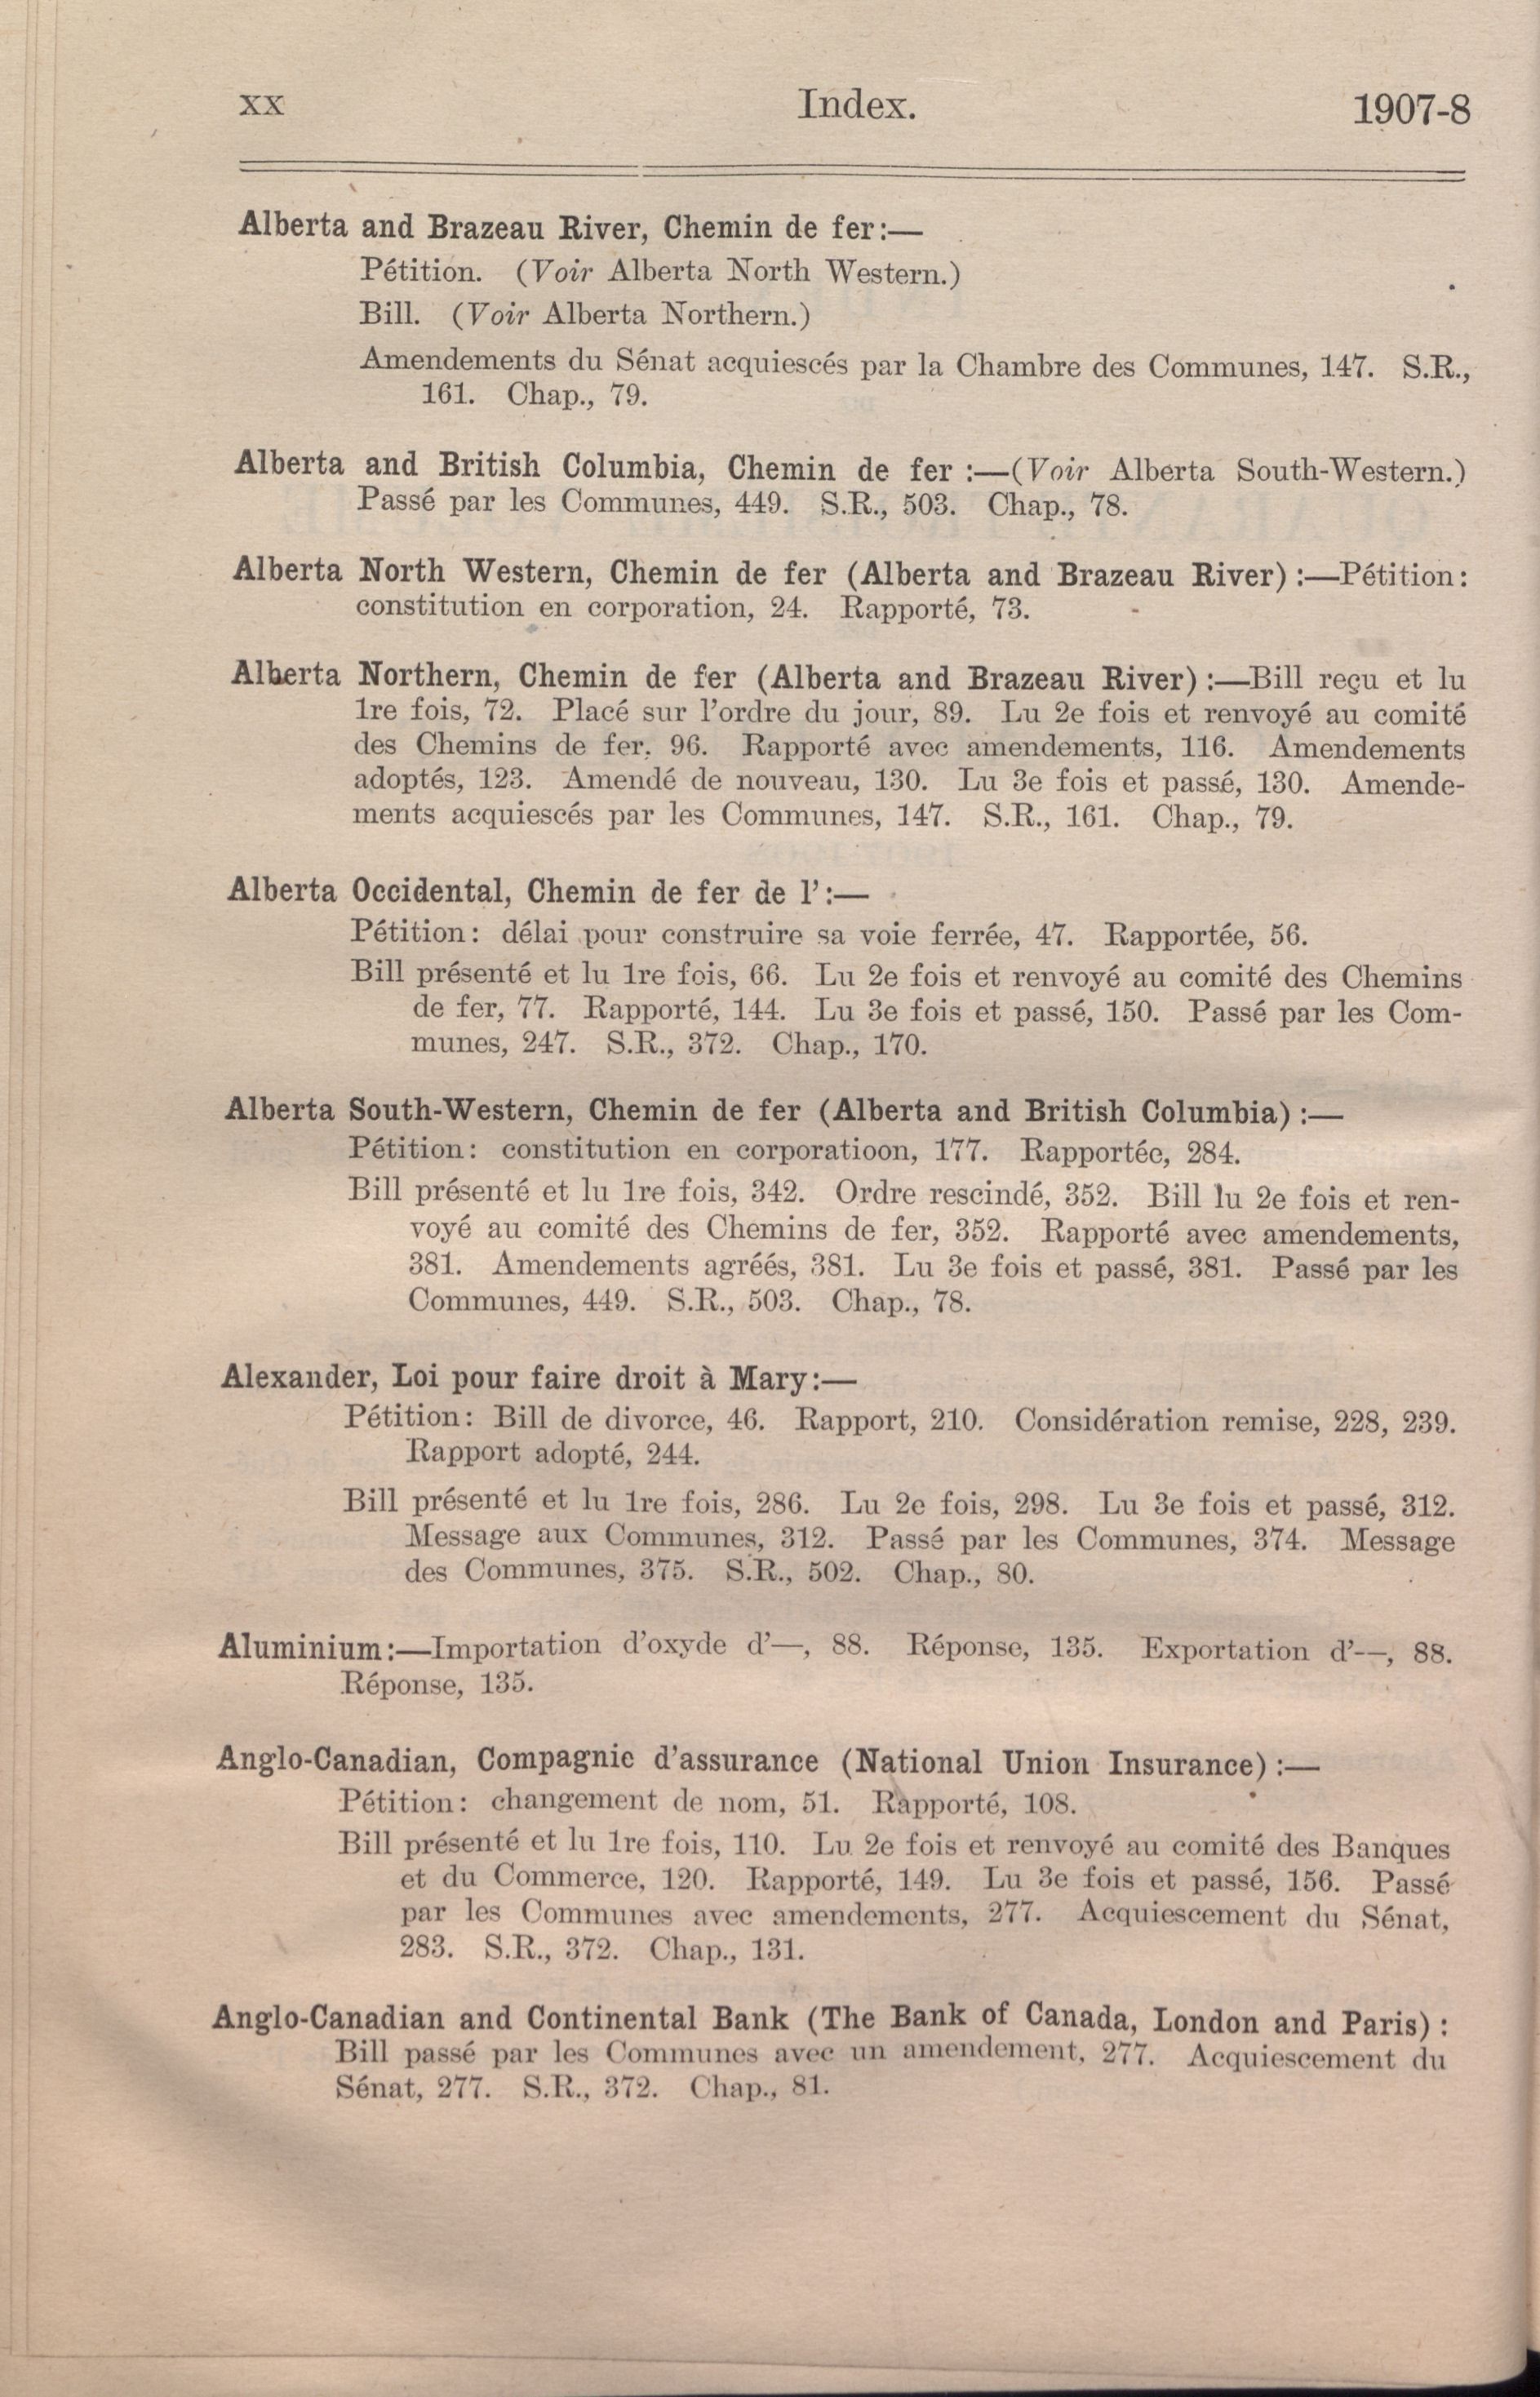 xx Index. 1907-8
Alberta and Brazeau River, Chemin de fer:—
Pétition. (Voir Alberta North Western.)
Bill. (Voir Alberta Northern.)
Amendements du Sénat acquiescés par la Chambre des Communes, 147. S.R.,
161. Chap., 79.
Alberta and British Columbia, Chemin de fer :—(Voir Alberta South-Western.)
Passé par les Communes, 449. S.R., 503. Chap., 78.
Alberta North Western, Chemin de fer (Alberta and Brazeau River) :—Pétition:
constitution en corporation, 24. Rapporté, 73.
Alberta Northern, Chemin de fer (Alberta and Brazeau River) :—Bill reçu et lu
1re fois, 72. Placé sur l'ordre du jour, 89. Lu 2e fois et renvoyé au comité
des Chemins de fer, 96. Rapporté avec amendements, 116. Amendements
adoptés, 123. Amendé de nouveau, 130. Lu 3e fois et passé, 130. Amende-
ments acquiescés par les Communes, 147. S.R., 161. Chap., 79.
Alberta Occidental, Chemin de fer de l':—
Pétition: délai pour construire sa voie ferrée, 47. Rapportée, 56.
Bill présenté et lu 1re fois, 66. Lu 2e fois et renvoyé au comité des Chemins
de fer, 77. Rapporté, 144. Lu 3e fois et passé, 150. Passé par les Com-
munes, 247. S.R., 372. Chap., 170.
Alberta South-Western, Chemin de fer (Alberta and British Columbia) :—
Pétition: constitution en corporatioon, 177. Rapportée, 284.
Bill présenté et lu 1re fois, 342. Ordre rescindé, 352. Bill lu 2e fois et ren-
voyé au comité des Chemins de fer, 352. Rapporté avec amendements,
381. Amendements agréés, 381. Lu 3e fois et passé, 381. Passé par les
Communes, 449. S.R., 503. Chap., 78.
Alexander, Loi pour faire droit à Mary:—
Pétition: Bill de divorce, 46. Rapport, 210. Considération remise, 228, 239.
Rapport adopté, 244.
Bill présenté et lu 1re fois, 286. Lu 2e fois, 298. Lu 3e fois et passé, 312.
Message aux Communes, 312. Passé par les Communes, 374. Message
des Communes, 375. S.R., 502. Chap., 80.
Aluminium:—Importation d'oxyde d'—, 88. Réponse, 135. Exportation d'—, 88.
Réponse, 135.
Anglo-Canadian, Compagnie d'assurance (National Union Insurance) :—
Pétition: changement de nom, 51. Rapporté, 108.
Bill présenté et lu 1re fois, 110. Lu 2e fois et renvoyé au comité des Banques
et du Commerce, 120. Rapporté, 149. Lu 3e fois et passé, 156. Passé
par les Communes avec amendements, 277. Acquiescement du Sénat,
283. S.R., 372. Chap., 131.
Anglo-Canadian and Continental Bank (The Bank of Canada, London and Paris) :
Bill passé par les Communes avec un amendement, 277. Acquiescement du
Sénat, 277. S.R., 372. Chap., 81.